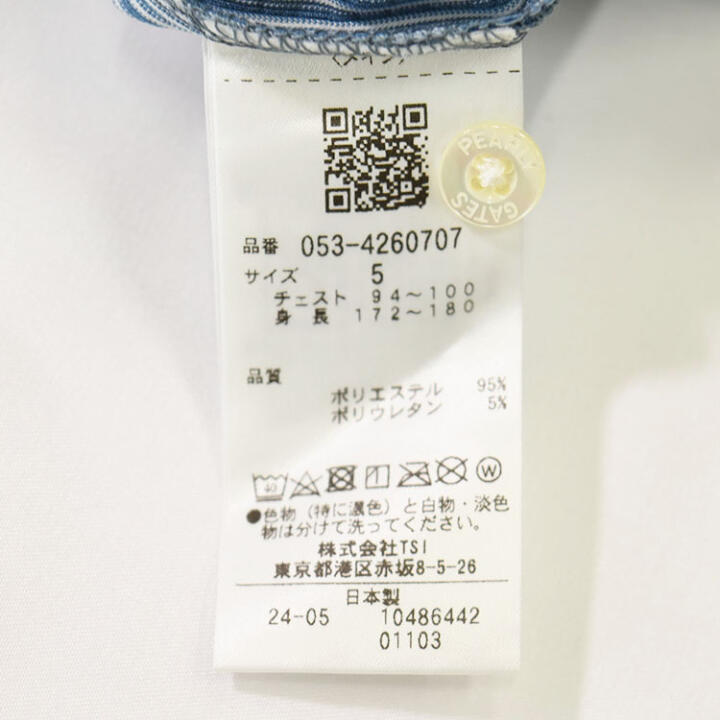 (メイン)
PEARLY GATES
品番 053-4260707
サイズ 5
チェスト 94~100
身長 172~180
品質
ポリエステル 95%
ポリウレタン 5%
40
W
●色物(特に濃色)と白物・淡色
物は分けて洗ってください。
株式会社TSI
東京都港区赤坂8-5-26
日本製
24-05 10486442
01103